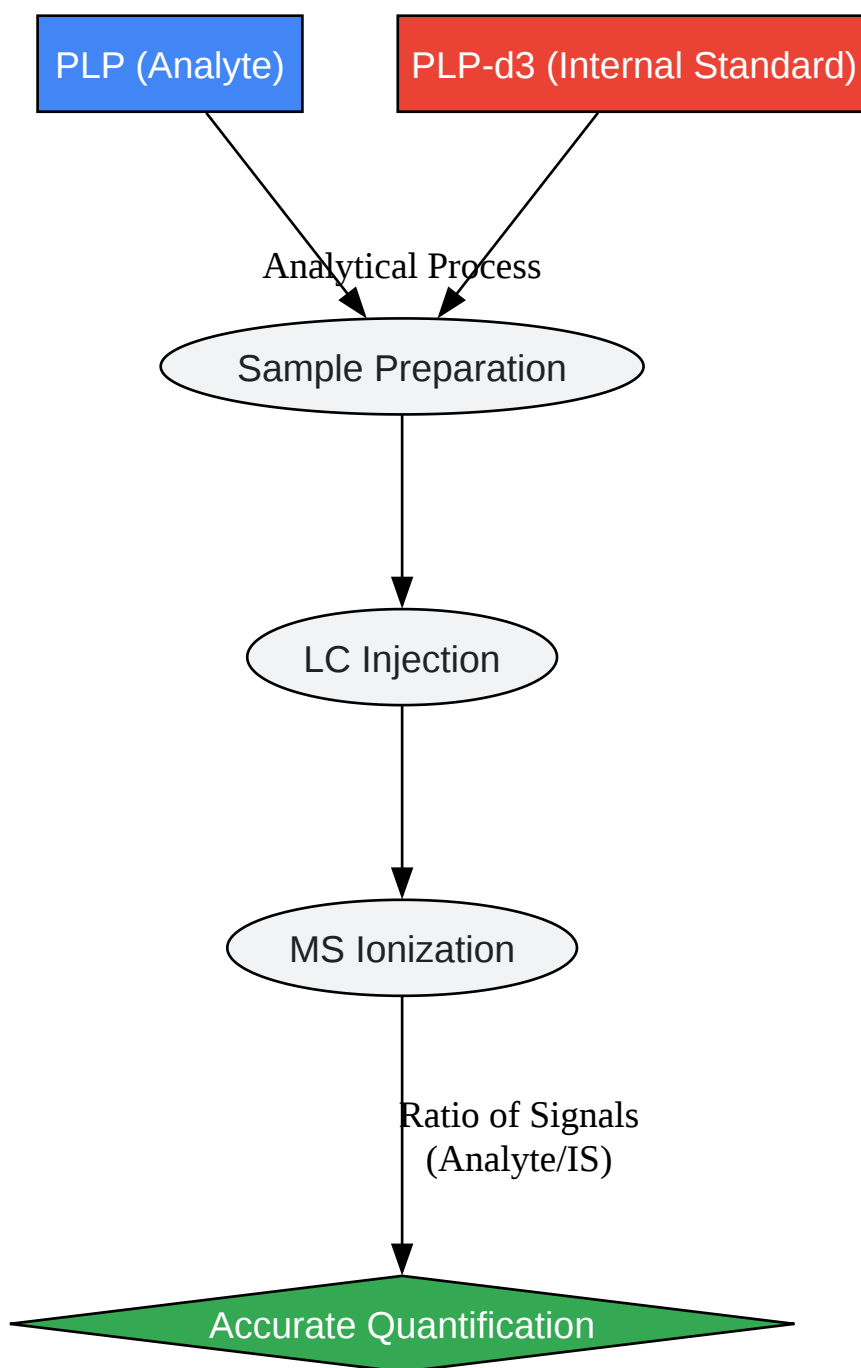 PLP (Analyte)
PLP-d3 (Internal Standard)
Analytical Process
Sample Preparation
LC Injection
MS Ionization
Ratio of Signals
(Analyte/IS)
Accurate Quantification